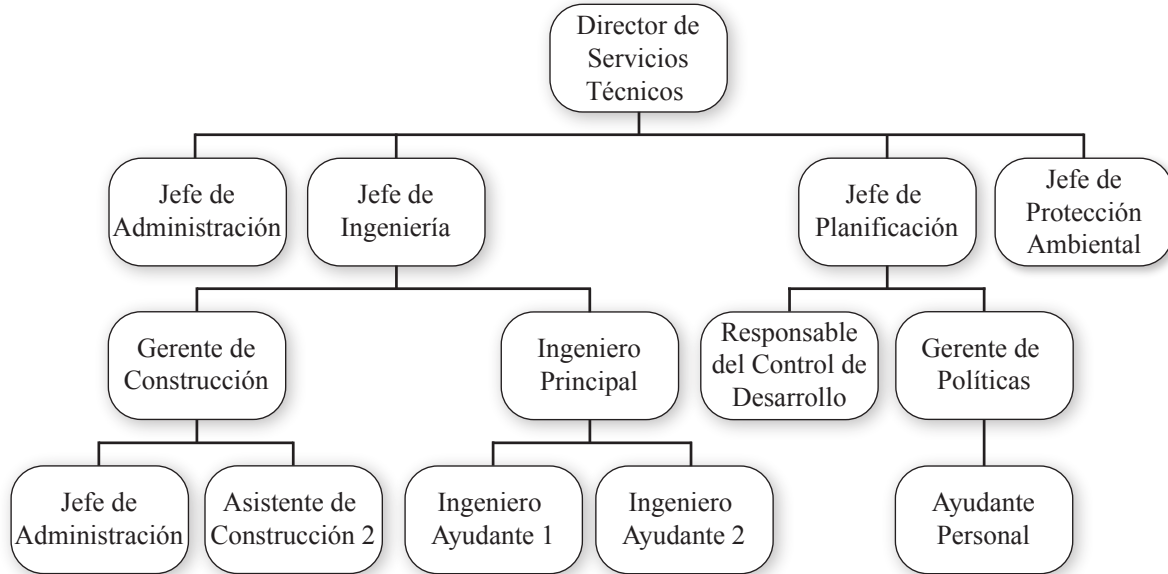 Director de
Servicios
Técnicos
Jefe de
Administración
Jefe de
Ingeniería
Jefe de
Planificación
Jefe de
Protección
Ambiental
Gerente de
Construcción
Ingeniero
Principal
Responsable
del Control de
Desarrollo
Gerente de
Políticas
Jefe de
Administración
Asistente de
Construcción 2
Ingeniero
Ayudante 1
Ingeniero
Ayudante 2
Ayudante
Personal